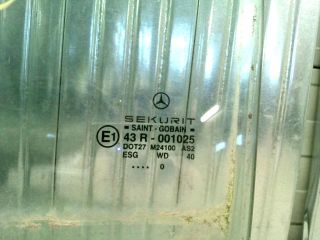 SEKURIT
= SAINT - GOBAIN =
E1 43 R - 001025
DOT27 M24100 AS2
ESG WD 40
.... 0